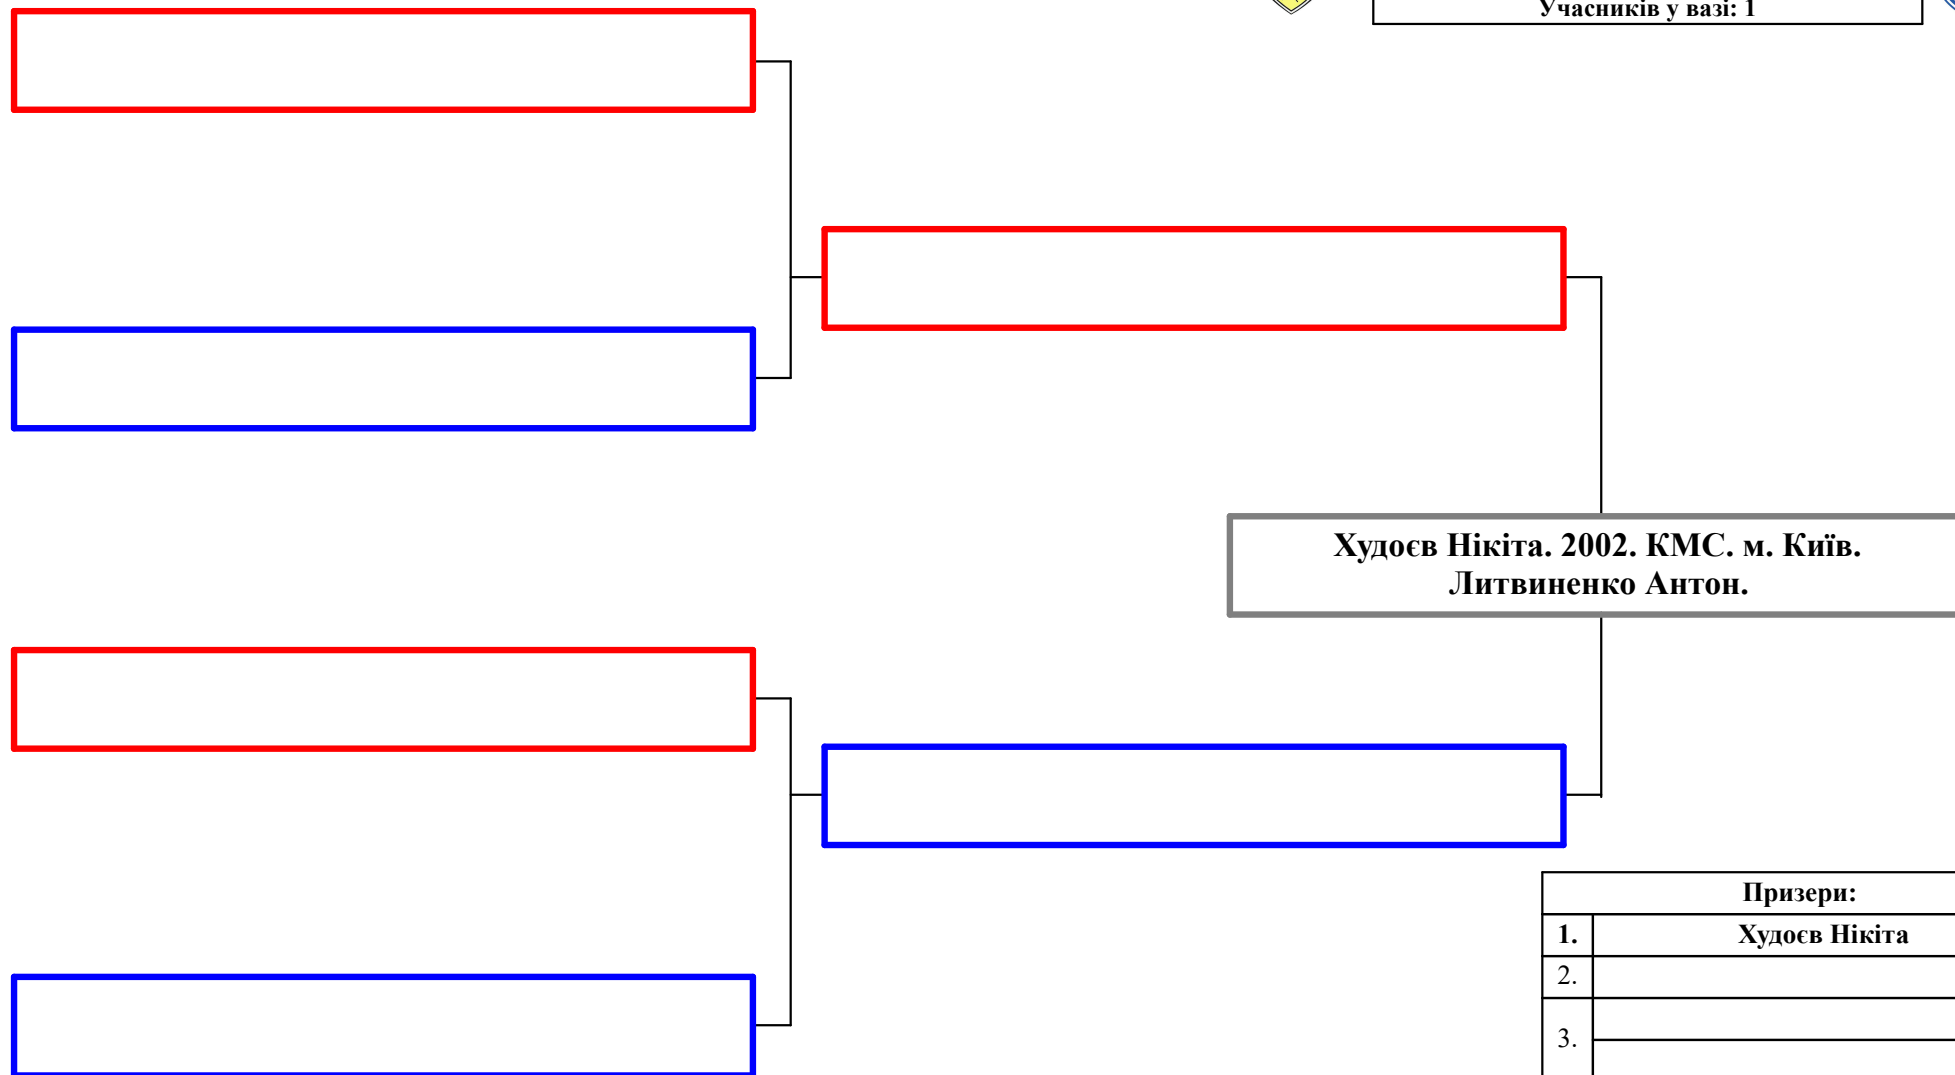 Учасників у вазі: 1
Худоєв Нікіта. 2002. КМС. м. Київ.
Литвиненко Антон.
Призери:
1. Худоєв Нікіта
2.
3.